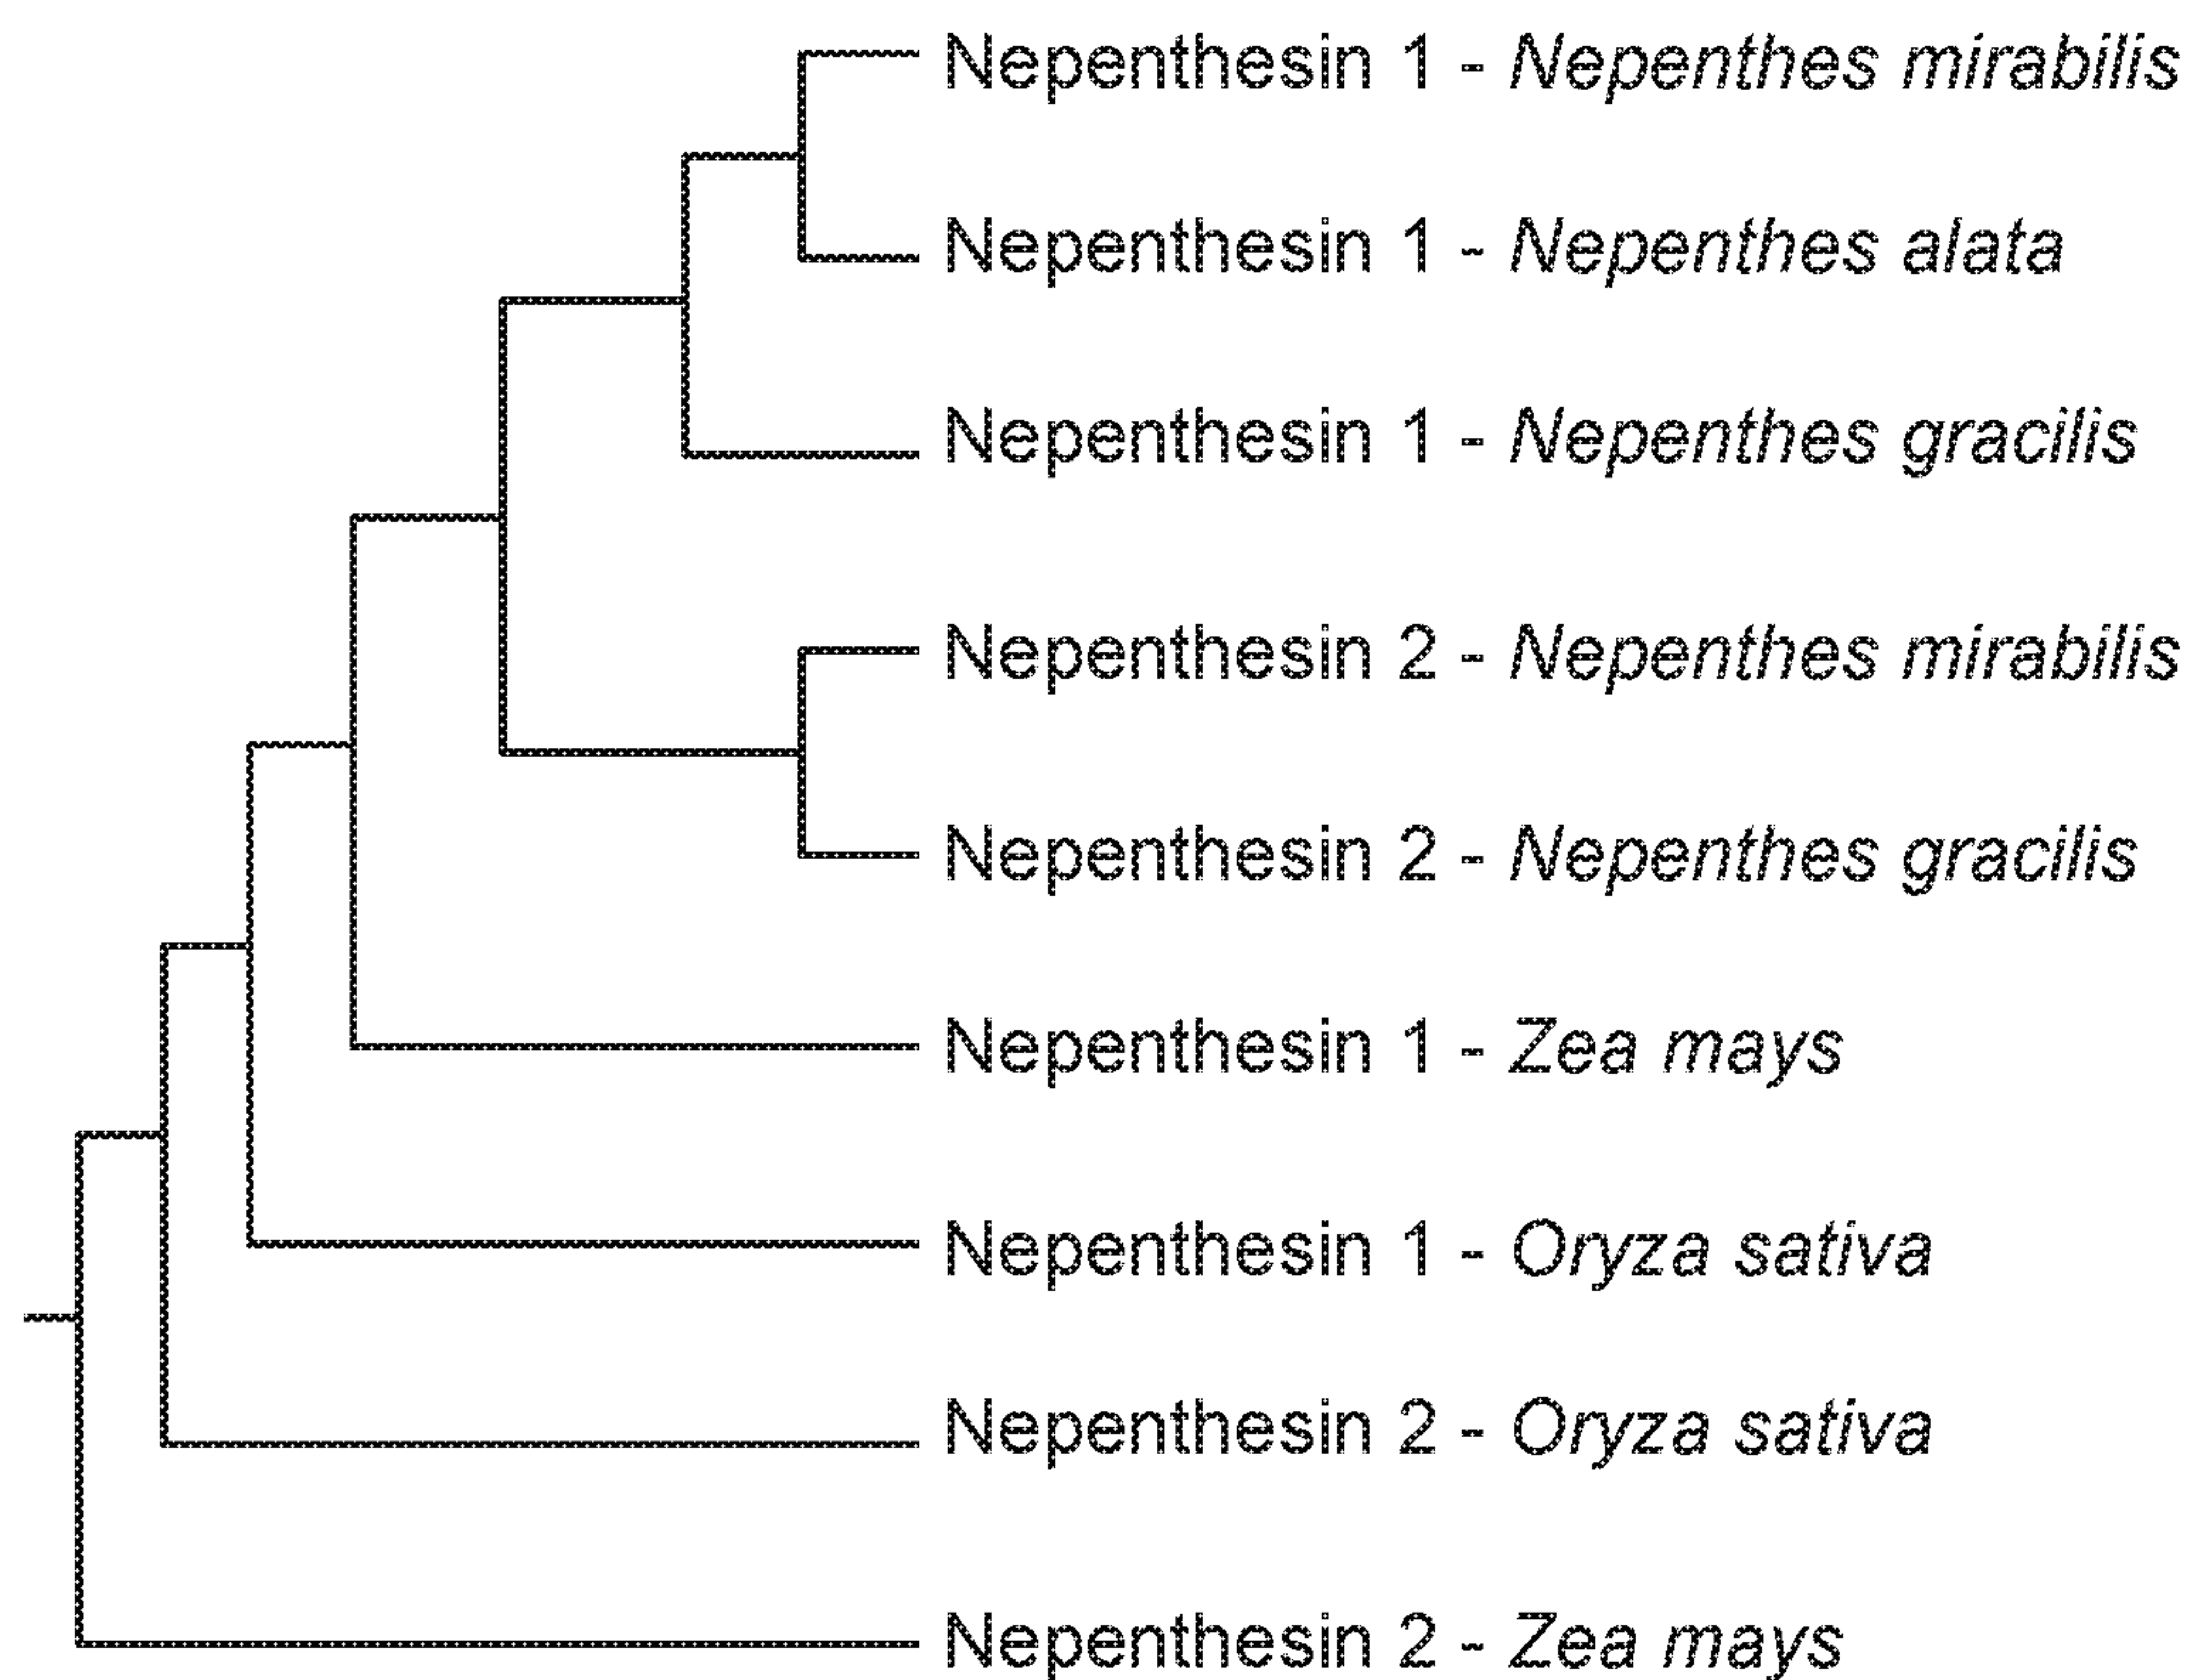 Nepenthesin 1 - Nepenthes mirabilis
Nepenthesin 1 - Nepenthes alata
Nepenthesin 1 - Nepenthes gracilis
Nepenthesin 2 - Nepenthes mirabilis
Nepenthesin 2 - Nepenthes gracilis
Nepenthesin 1 - Zea mays
Nepenthesin 1 - Oryza sativa
Nepenthesin 2 - Oryza sativa
Nepenthesin 2 - Zea mays